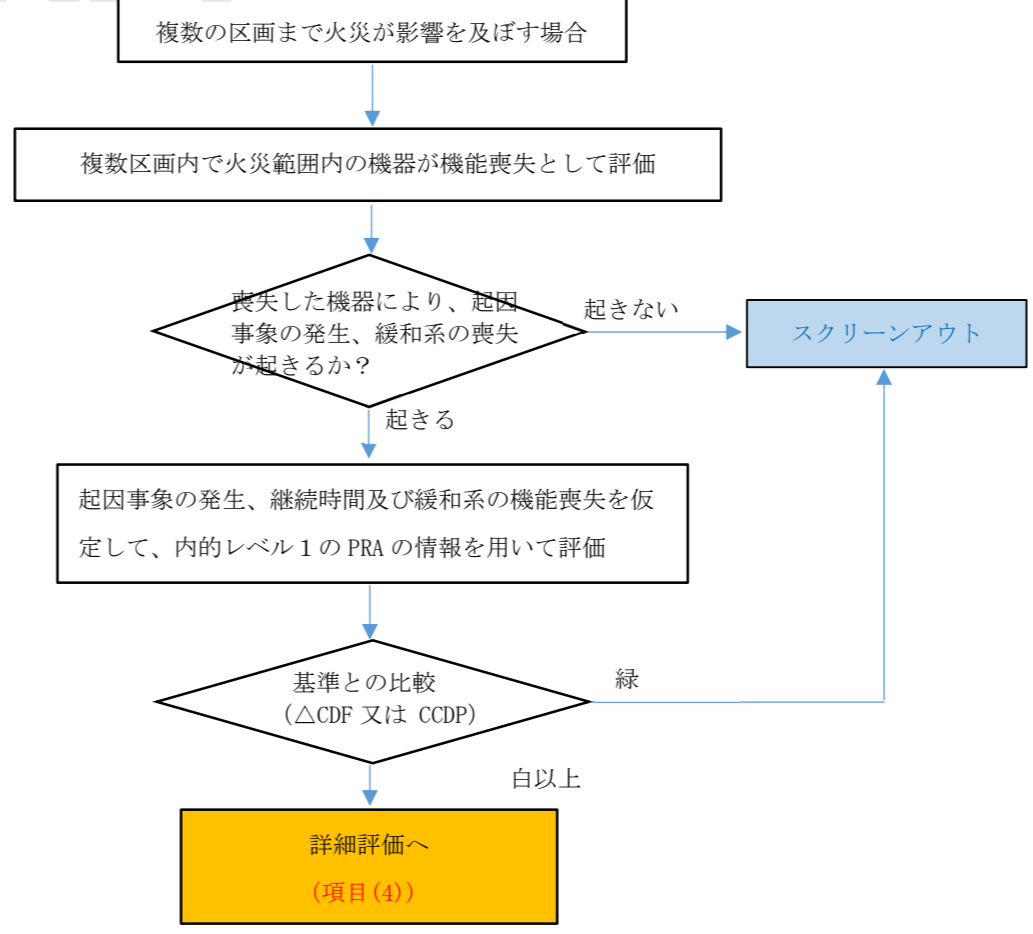 複数の区画まで火災が影響を及ぼす場合
複数区画内で火災範囲内の機器が機能喪失として評価
喪失した機器により、起因
事象の発生、緩和系の喪失
が起きるか？
起きない
スクリーンアウト
起きる
起因事象の発生、継続時間及び緩和系の機能喪失を仮
定して、内的レベル１の PRA の情報を用いて評価
基準との比較
（△CDF 又は CCDP）
緑
白以上
詳細評価へ
（項目(4)）